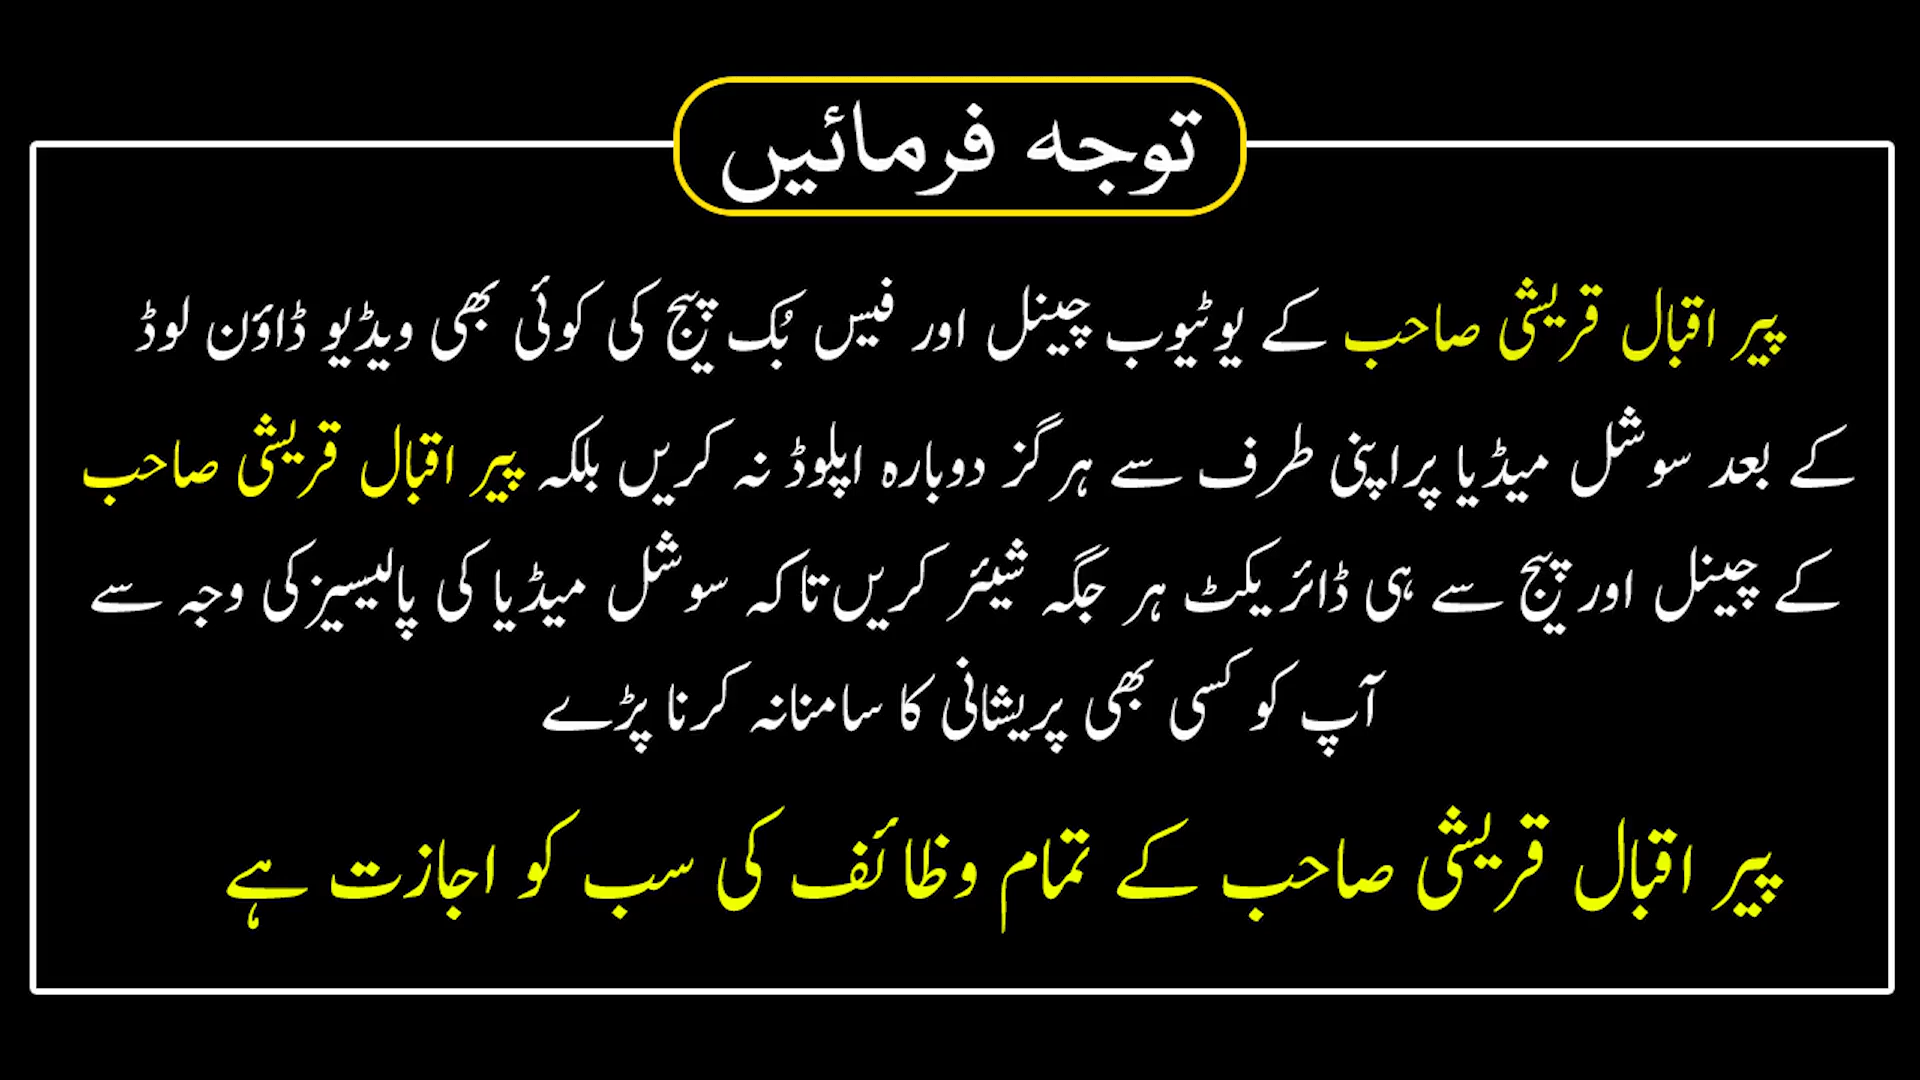 توجہ فرمائیں
پیر اقبال قریشی صاحب کے یوٹیوب چینل اور فیس بُک پیج کی کوئی بھی ویڈیو ڈاؤن لوڈ
کے بعد سوشل میڈیا پر اپنی طرف سے ہرگز دوبارہ اپلوڈ نہ کریں بلکہ پیر اقبال قریشی صاحب
کے چینل اور پیج سے ہی ڈائریکٹ ہر جگہ شیئر کریں تاکہ سوشل میڈیا کی پالیسیز کی وجہ سے
آپ کو کسی بھی پریشانی کا سامنا نہ کرنا پڑے
پیر اقبال قریشی صاحب کے تمام وظائف کی سب کو اجازت ہے